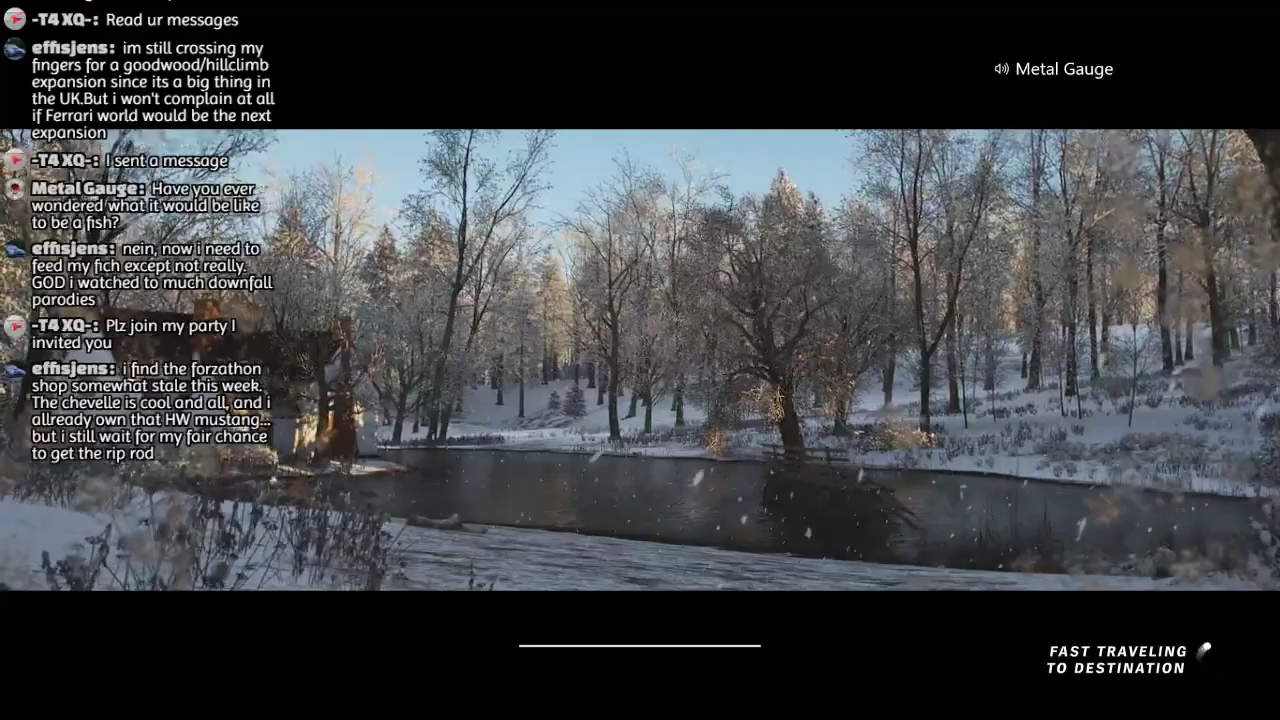 -T4 XQ-: Read ur messages
effisjens: im still crossing my
fingers for a goodwood/hillclimb
expansion since its a big thing in
the UK.But i won't complain at all
if Ferrari world would be the next
expansion
-T4 XQ-: I sent a message
Metal Gauge: Have you ever
wondered what it would be like
to be a fish?
effisjens: nein, now i need to
feed my fich except not really.
GOD i watched to much downfall
parodies
-T4 XQ-: Plz join my party I
invited you
effisjens: i find the forzathon
shop somewhat stale this week.
The chevelle is cool and all, and i
allready own that HW mustang...
but i still wait for my fair chance
to get the rip rod
Metal Gauge
FAST TRAVELING
TO DESTINATION